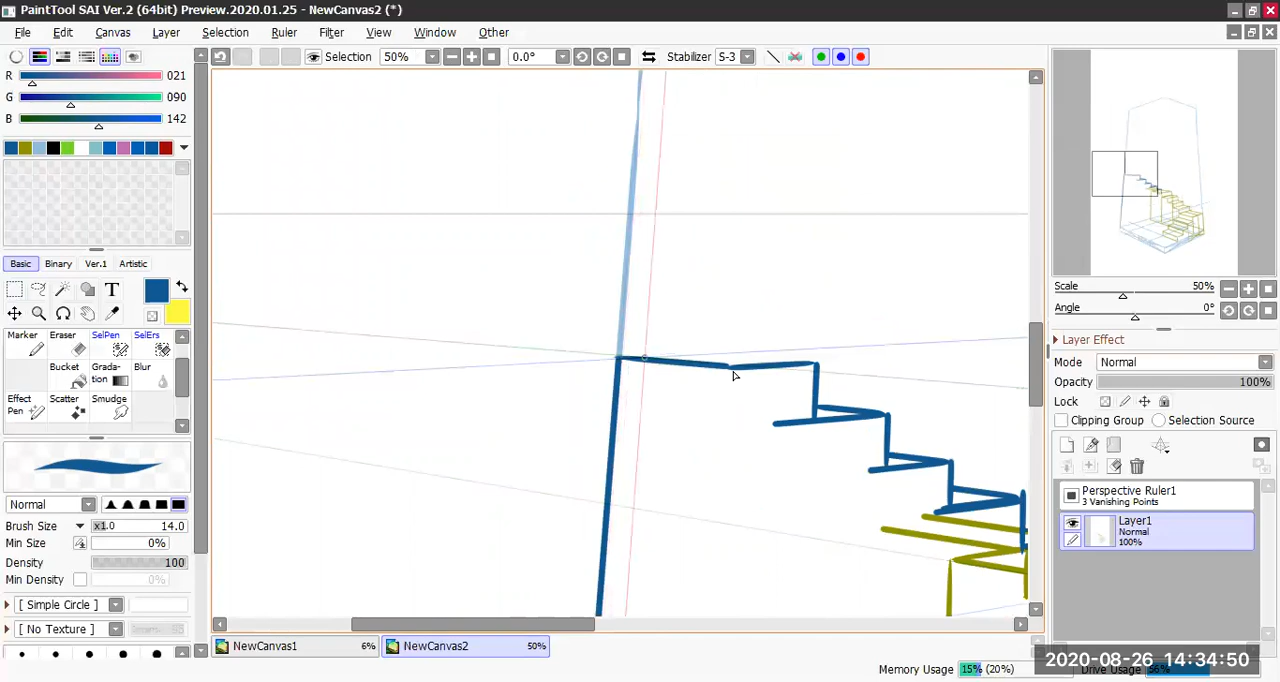 PaintTool SAI Ver.2 (64bit) Preview.2020.01.25 - NewCanvas2 (*)
File Edit Canvas Layer Selection Ruler Filter View Window Other
Selection 50% 0.0° Stabilizer S-3
R 021
G 090
B 142
Basic Binary Ver.1 Artistic
T
Marker Eraser SelPen SelErs
Bucket Grada-tion Blur
Effect Pen Scatter Smudge
Normal
Brush Size x1.0 14.0
Min Size 0%
Density 100
Min Density 0%
[ Simple Circle ]
[ No Texture ] 95
Scale 50%
Angle 0°
Layer Effect
Mode Normal
Opacity 100%
Lock
Clipping Group Selection Source
Perspective Ruler1
3 Vanishing Points
Layer1
Normal
100%
NewCanvas1 6% NewCanvas2 50%
Memory Usage 15% (20%) Drive Usage 56%
2020-08-26 14:34:50